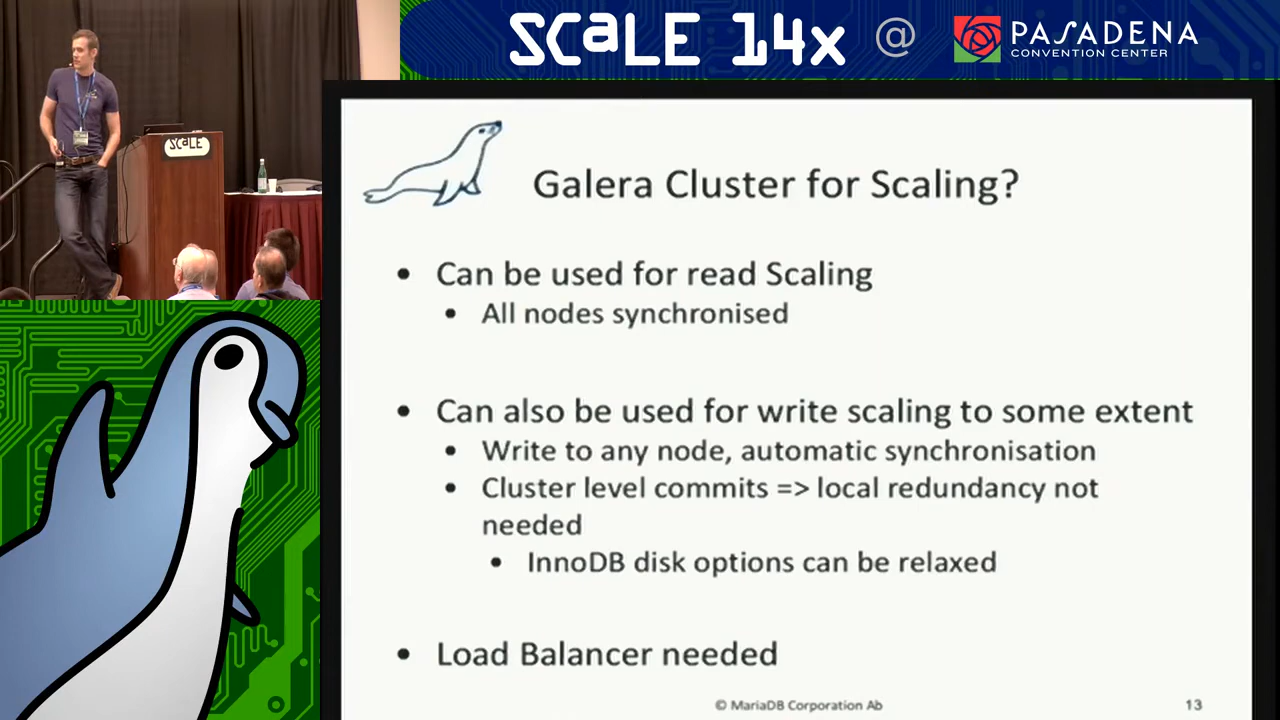 SCaLE 14x @ PASADENA
CONVENTION CENTER
SCaLE
Galera Cluster for Scaling?
• Can be used for read Scaling
• All nodes synchronised
• Can also be used for write scaling to some extent
• Write to any node, automatic synchronisation
• Cluster level commits => local redundancy not
needed
• InnoDB disk options can be relaxed
• Load Balancer needed
© MariaDB Corporation Ab
13